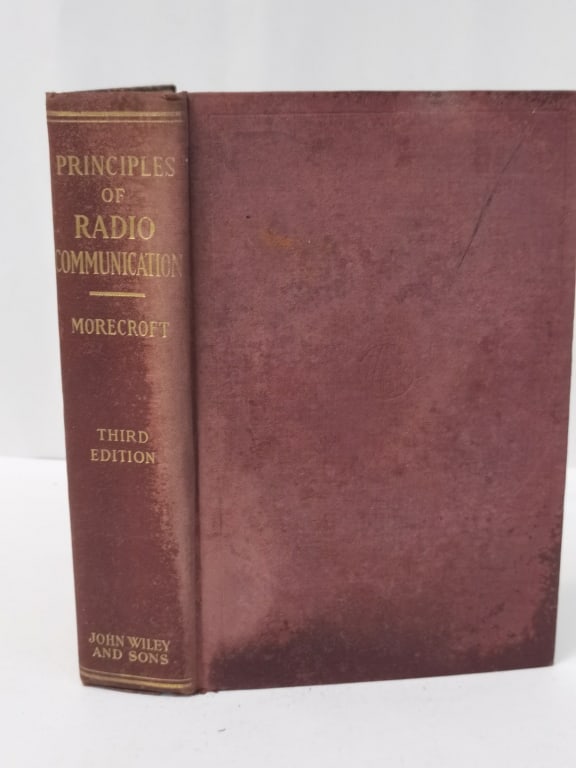 PRINCIPLES
OF
RADIO
COMMUNICATION
MORECROFT
THIRD
EDITION
JOHN WILEY
AND SONS